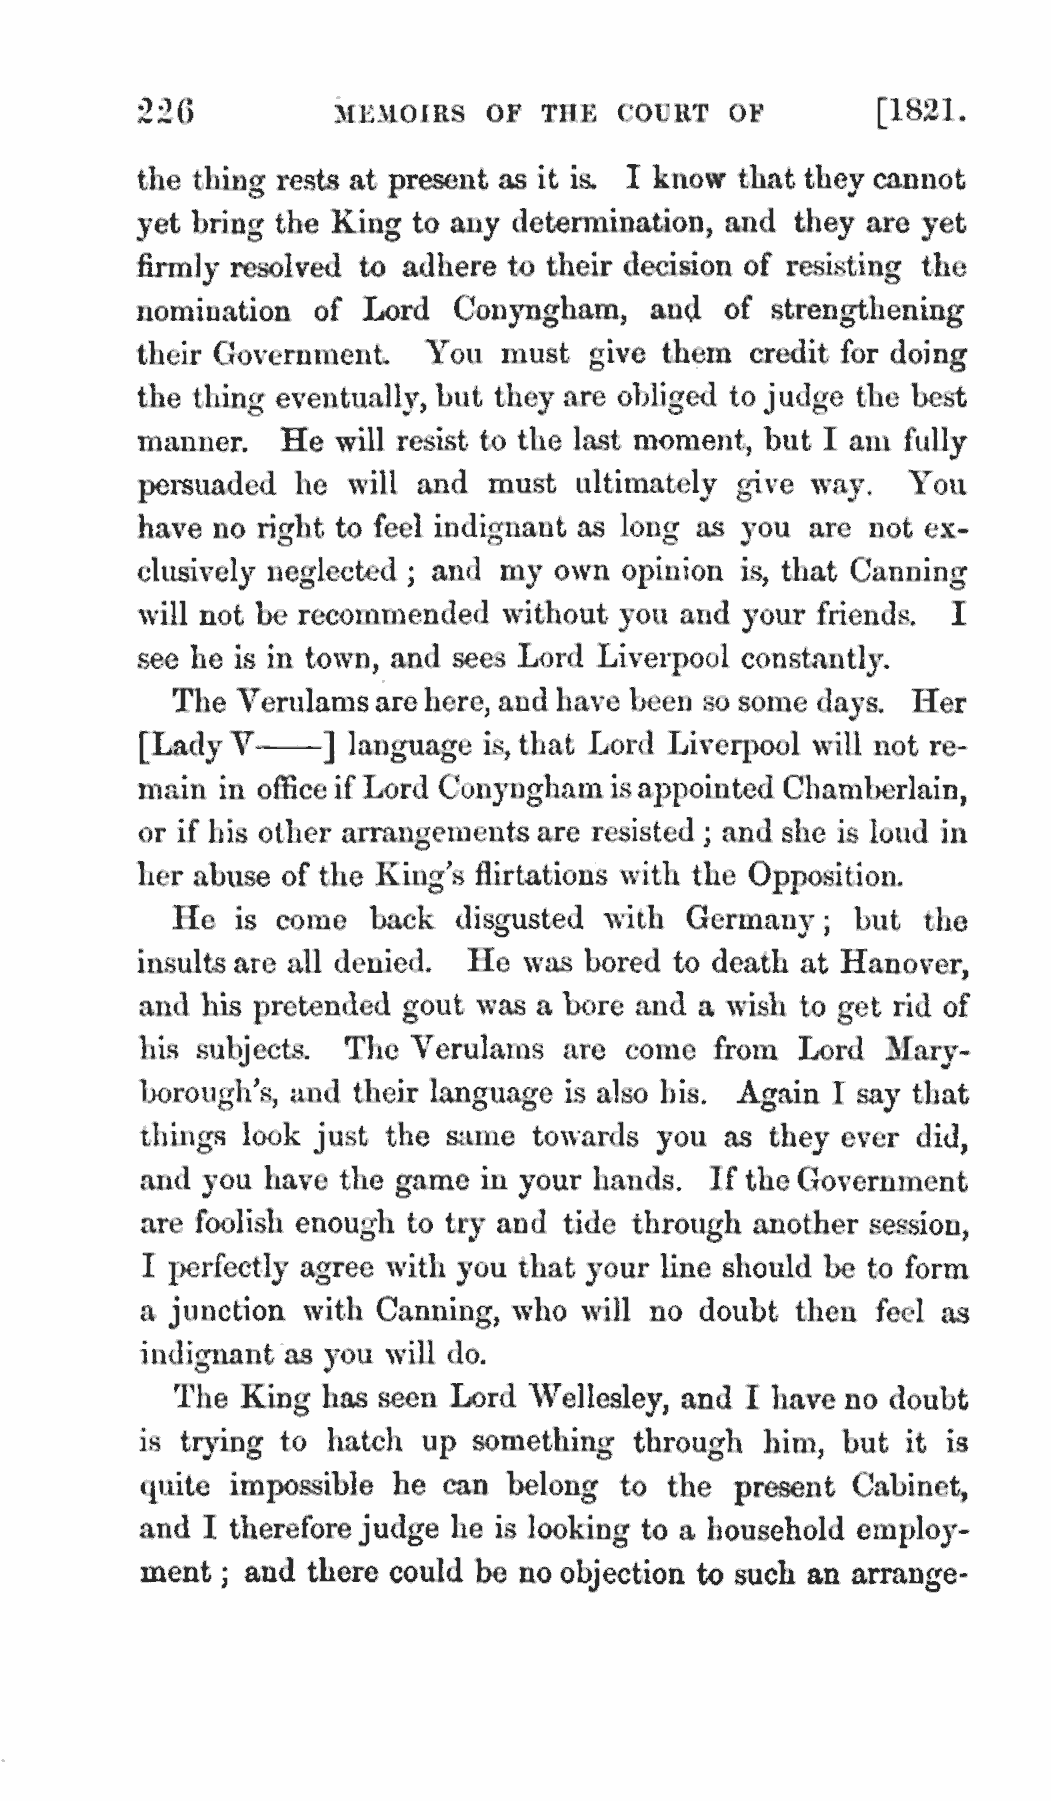 226 MEMOIRS OF THE COURT OF [1821.
the thing rests at present as it is. I know that they cannot
yet bring the King to any determination, and they are yet
firmly resolved to adhere to their decision of resisting the
nomination of Lord Conyngham, and of strengthening
their Government. You must give them credit for doing
the thing eventually, but they are obliged to judge the best
manner. He will resist to the last moment, but I am fully
persuaded he will and must ultimately give way. You
have no right to feel indignant as long as you are not ex-
clusively neglected ; and my own opinion is, that Canning
will not be recommended without you and your friends. I
see he is in town, and sees Lord Liverpool constantly.
The Verulams are here, and have been so some days. Her
[Lady V——] language is, that Lord Liverpool will not re-
main in office if Lord Conyngham is appointed Chamberlain,
or if his other arrangements are resisted ; and she is loud in
her abuse of the King's flirtations with the Opposition.
He is come back disgusted with Germany ; but the
insults are all denied. He was bored to death at Hanover,
and his pretended gout was a bore and a wish to get rid of
his subjects. The Verulams are come from Lord Mary-
borough's, and their language is also his. Again I say that
things look just the same towards you as they ever did,
and you have the game in your hands. If the Government
are foolish enough to try and tide through another session,
I perfectly agree with you that your line should be to form
a junction with Canning, who will no doubt then feel as
indignant as you will do.
The King has seen Lord Wellesley, and I have no doubt
is trying to hatch up something through him, but it is
quite impossible he can belong to the present Cabinet,
and I therefore judge he is looking to a household employ-
ment ; and there could be no objection to such an arrange-